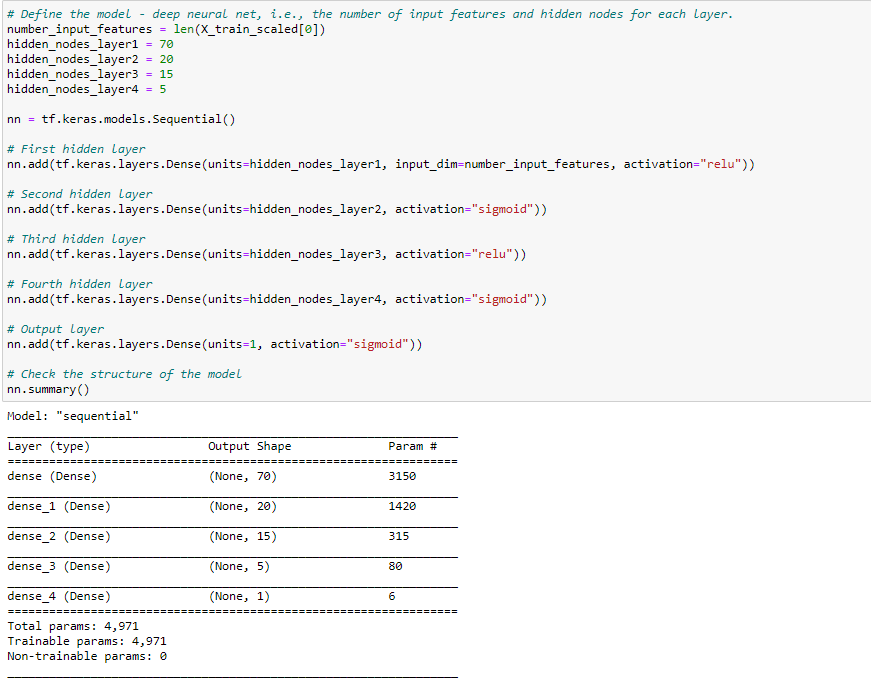 # Define the model - deep neural net, i.e., the number of input features and hidden nodes for each layer.
number_input_features = len(X_train_scaled[0])
hidden_nodes_layer1 = 70
hidden_nodes_layer2 = 20
hidden_nodes_layer3 = 15
hidden_nodes_layer4 = 5
nn = tf.keras.models.Sequential()
# First hidden layer
nn.add(tf.keras.layers.Dense(units=hidden_nodes_layer1, input_dim=number_input_features, activation="relu"))
# Second hidden layer
nn.add(tf.keras.layers.Dense(units=hidden_nodes_layer2, activation="sigmoid"))
# Third hidden layer
nn.add(tf.keras.layers.Dense(units=hidden_nodes_layer3, activation="relu"))
# Fourth hidden layer
nn.add(tf.keras.layers.Dense(units=hidden_nodes_layer4, activation="sigmoid"))
# Output layer
nn.add(tf.keras.layers.Dense(units=1, activation="sigmoid"))
# Check the structure of the model
nn.summary()
Model: "sequential"
Layer (type) Output Shape Param #
dense (Dense) (None, 70) 3150
dense_1 (Dense) (None, 20) 1420
dense_2 (Dense) (None, 15) 315
dense_3 (Dense) (None, 5) 80
dense_4 (Dense) (None, 1) 6
Total params: 4,971
Trainable params: 4,971
Non-trainable params: 0